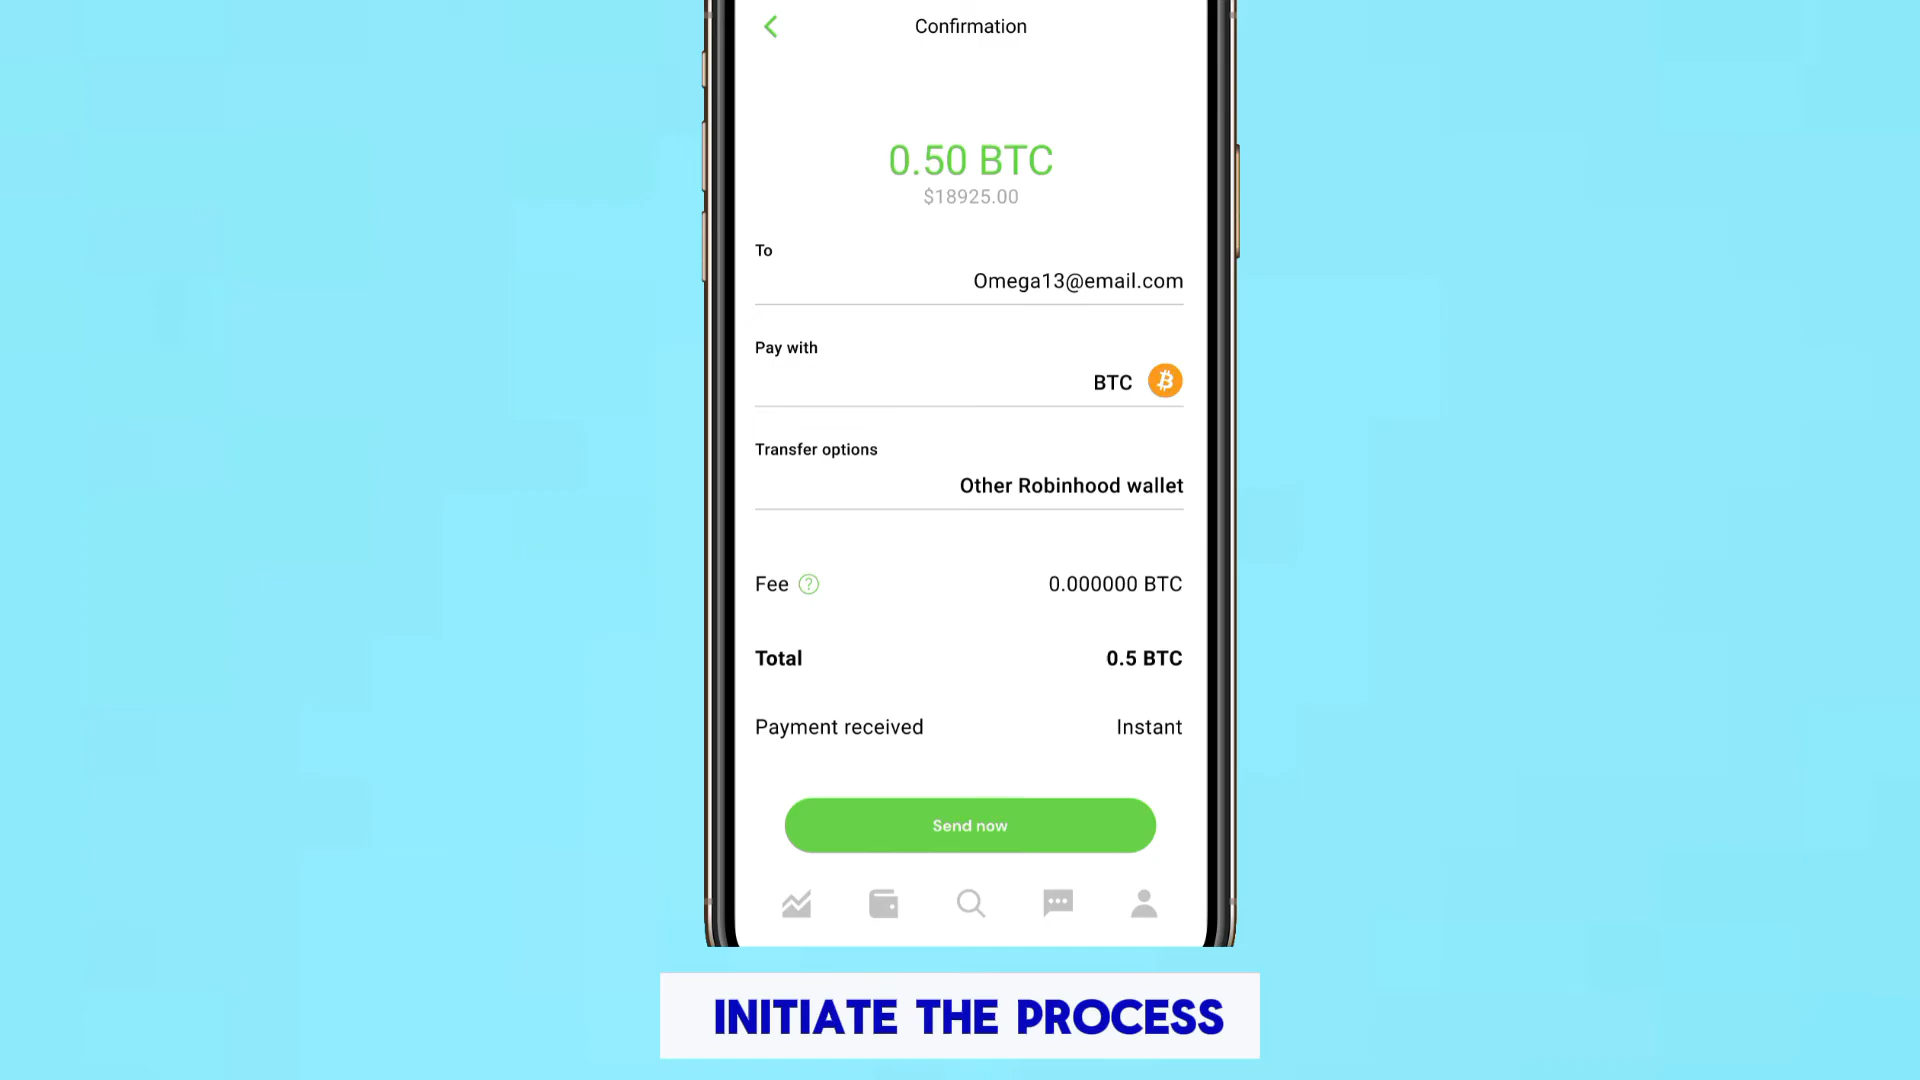 Confirmation
0.50 BTC
$18925.00
To
Omega13@email.com
Pay with
BTC
Transfer options
Other Robinhood wallet
Fee ? 0.000000 BTC
Total 0.5 BTC
Payment received Instant
Send now
INITIATE THE PROCESS